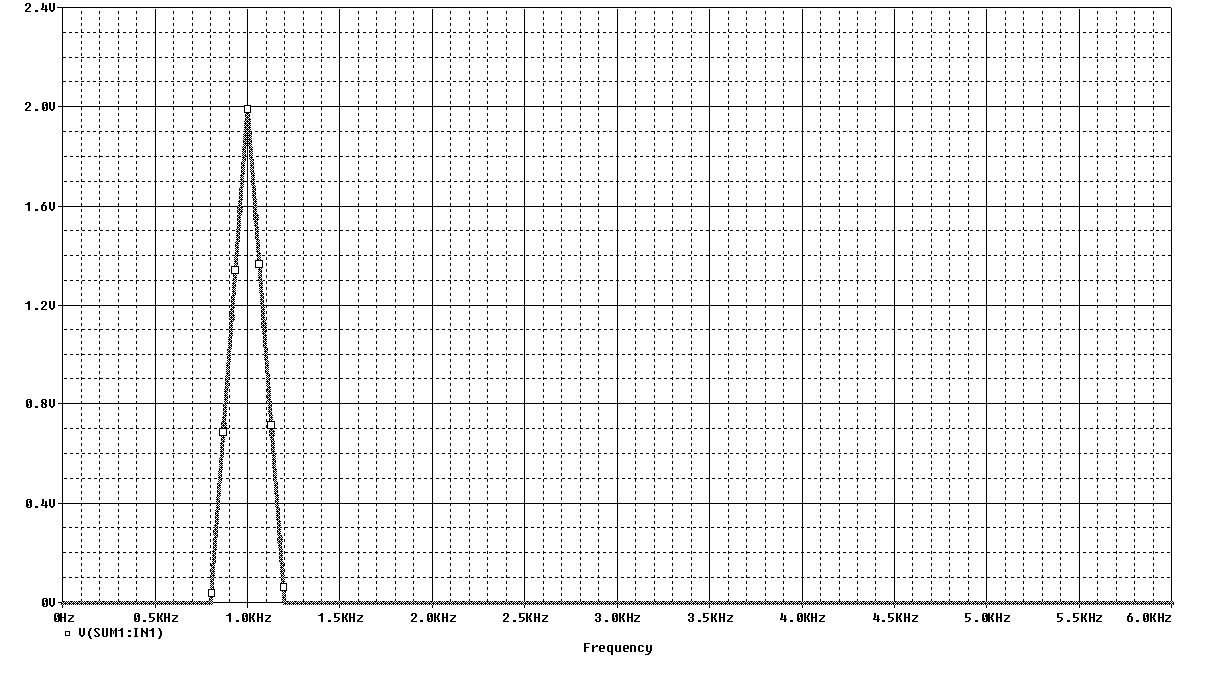 2.4V
2.0V
1.6V
1.2V
0.8V
0.4V
0V
0Hz 0.5KHz 1.0KHz 1.5KHz 2.0KHz 2.5KHz 3.0KHz 3.5KHz 4.0KHz 4.5KHz 5.0KHz 5.5KHz 6.0KHz
V(SUM1:IN1)
Frequency